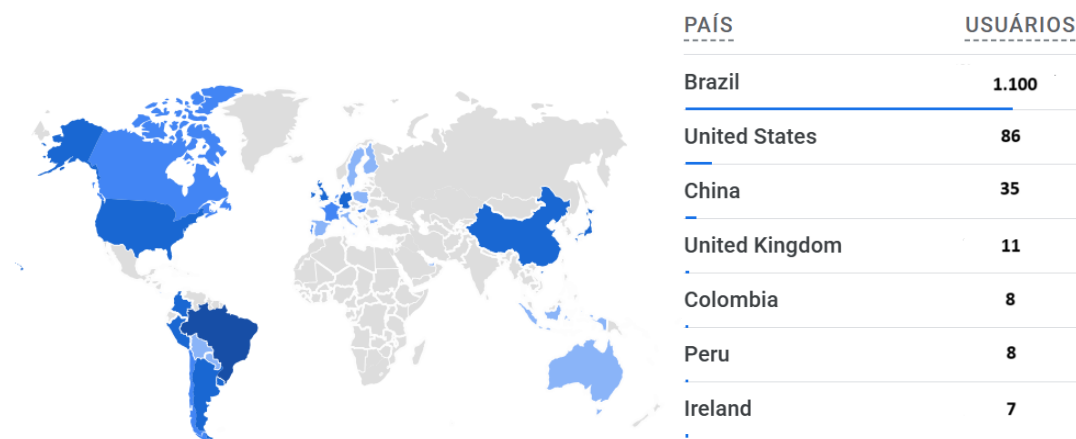 PAÍS USUÁRIOS
Brazil 1.100
United States 86
China 35
United Kingdom 11
Colombia 8
Peru 8
Ireland 7